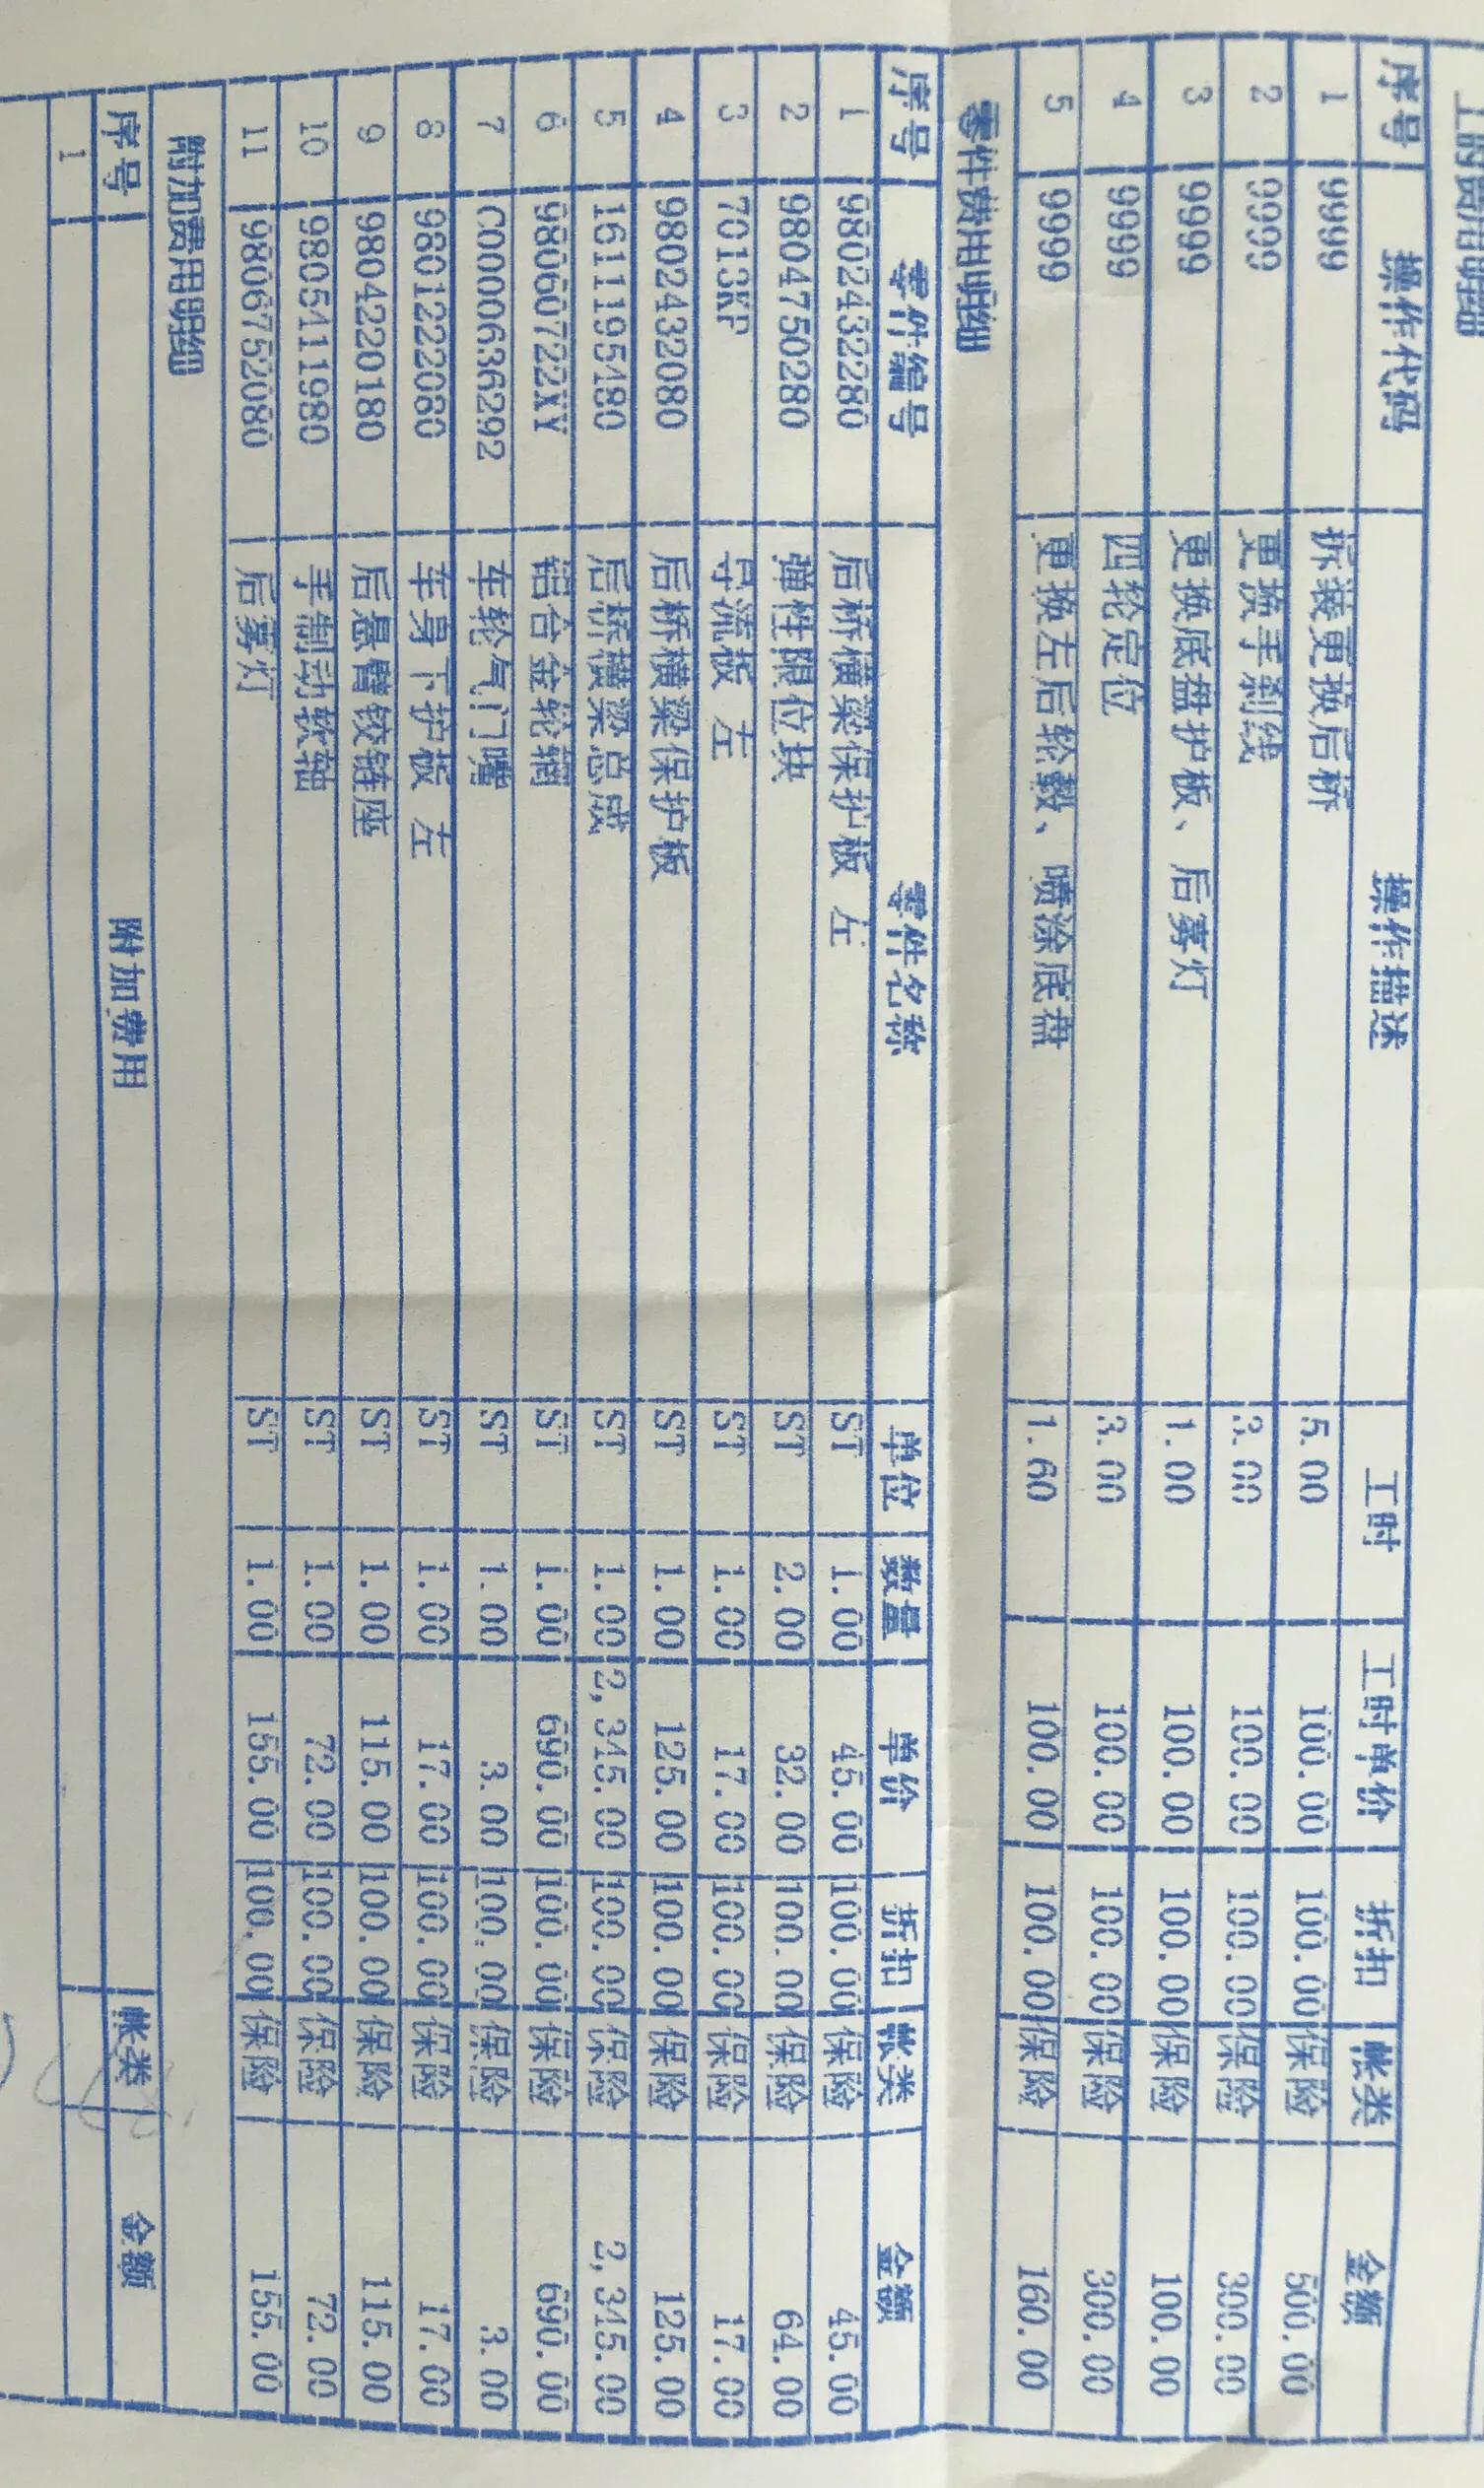 工时费用明细
序号 操作代码 操作描述 工时 工时单价 折扣 帐类 金额
1 9999 拆装更换后桥 5.00 100.00 100.00 保险 500.00
2 9999 更换手刹线 3.00 100.00 100.00 保险 300.00
3 9999 更换底盘护板、后雾灯 1.00 100.00 100.00 保险 100.00
4 9999 四轮定位 3.00 100.00 100.00 保险 300.00
5 9999 更换左后轮毂、喷涂底盘 1.60 100.00 100.00 保险 160.00
零件费用明细
序号 零件编号 零件名称 单位 数量 单价 折扣 帐类 金额
1 9802432280 后桥横梁保护板 左 ST 1.00 45.00 100.00 保险 45.00
2 9804750280 弹性限位块 ST 2.00 32.00 100.00 保险 64.00
3 7013KP 导流板 左 ST 1.00 17.00 100.00 保险 17.00
4 9802432080 后桥横梁保护板 ST 1.00 125.00 100.00 保险 125.00
5 1611195480 后桥横梁总成 ST 1.00 2,345.00 100.00 保险 2,345.00
6 98060722XY 铝合金轮辋 ST 1.00 690.00 100.00 保险 690.00
7 C000636292 车轮气门嘴 ST 1.00 3.00 100.00 保险 3.00
8 9801222080 车身下护板 左 ST 1.00 17.00 100.00 保险 17.00
9 9804220180 后悬臂铰链座 ST 1.00 115.00 100.00 保险 115.00
10 9805411980 手制动软轴 ST 1.00 72.00 100.00 保险 72.00
11 9806752080 后雾灯 ST 1.00 155.00 100.00 保险 155.00
附加费用明细
序号 附加费用 帐类 金额
1